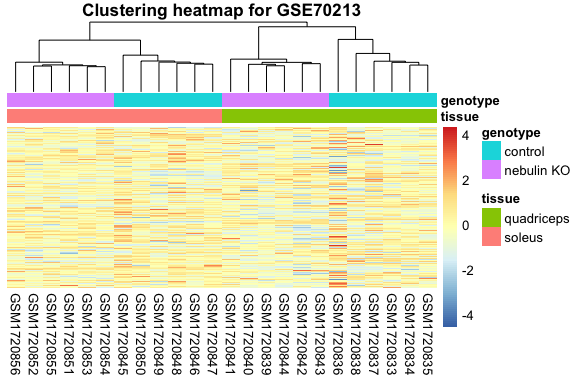 Clustering heatmap for GSE70213
genotype
tissue
4
2
0
-2
-4
genotype
control
nebulin KO
tissue
quadriceps
soleus
GSM1720856
GSM1720852
GSM1720855
GSM1720851
GSM1720853
GSM1720854
GSM1720845
GSM1720850
GSM1720849
GSM1720848
GSM1720846
GSM1720847
GSM1720841
GSM1720840
GSM1720839
GSM1720844
GSM1720842
GSM1720843
GSM1720836
GSM1720838
GSM1720837
GSM1720833
GSM1720834
GSM1720835